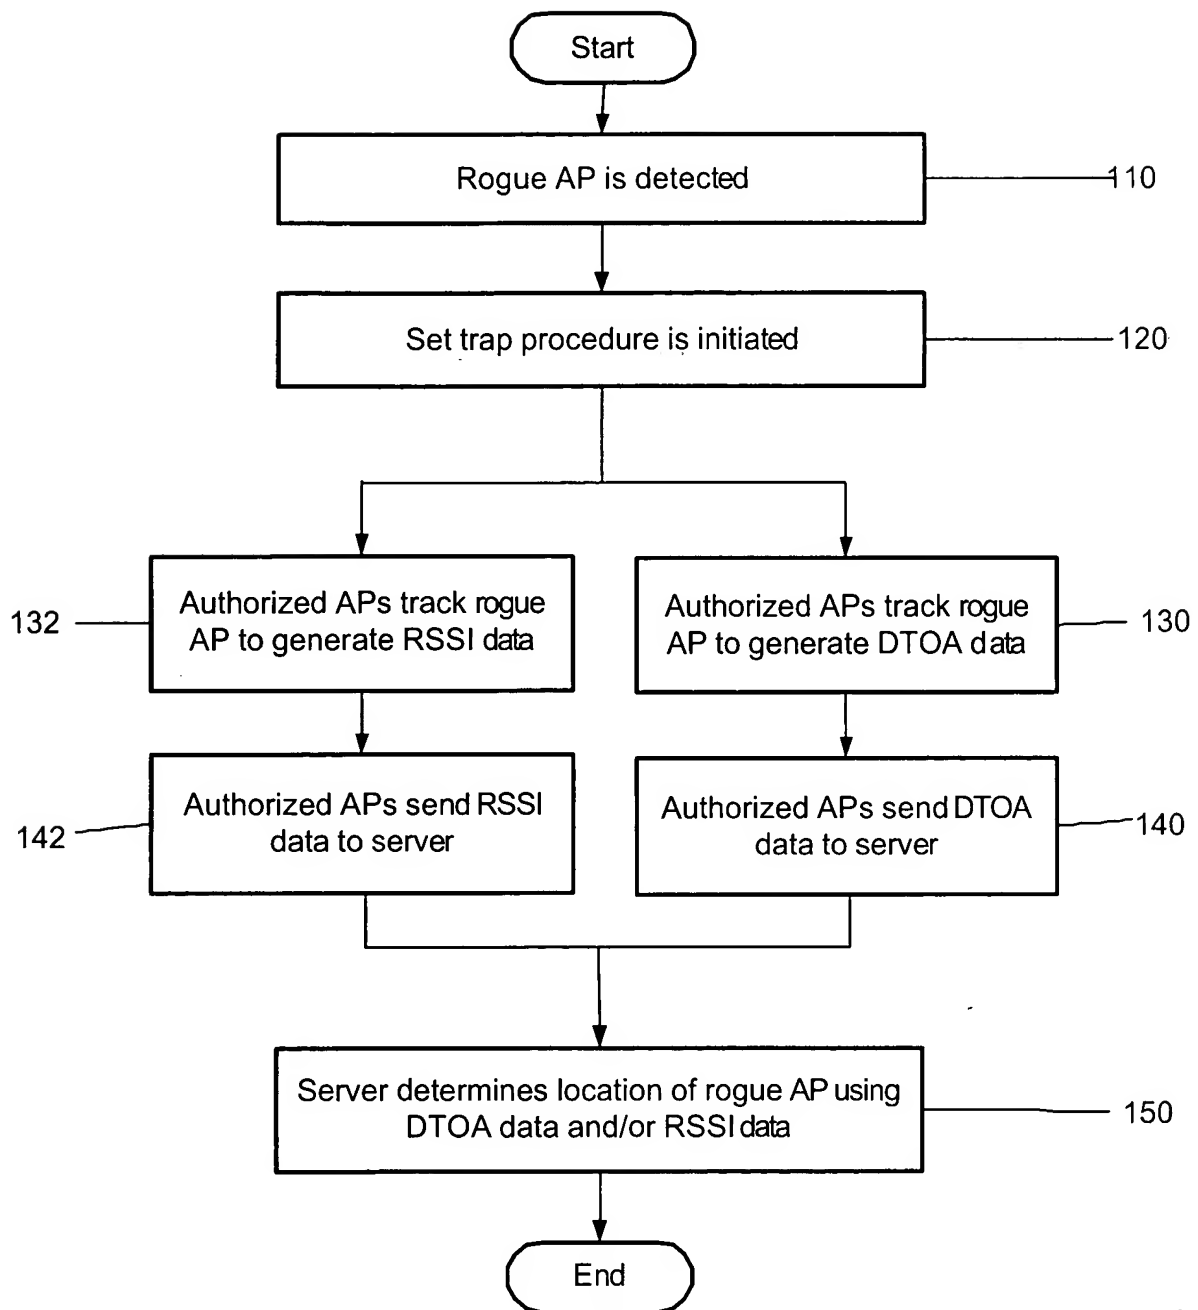 Start
Rogue AP is detected
110
Set trap procedure is initiated
120
132
Authorized APs track rogue
AP to generate RSSI data
Authorized APs track rogue
AP to generate DTOA data
130
142
Authorized APs send RSSI
data to server
Authorized APs send DTOA
data to server
140
Server determines location of rogue AP using
DTOA data and/or RSSI data
150
End